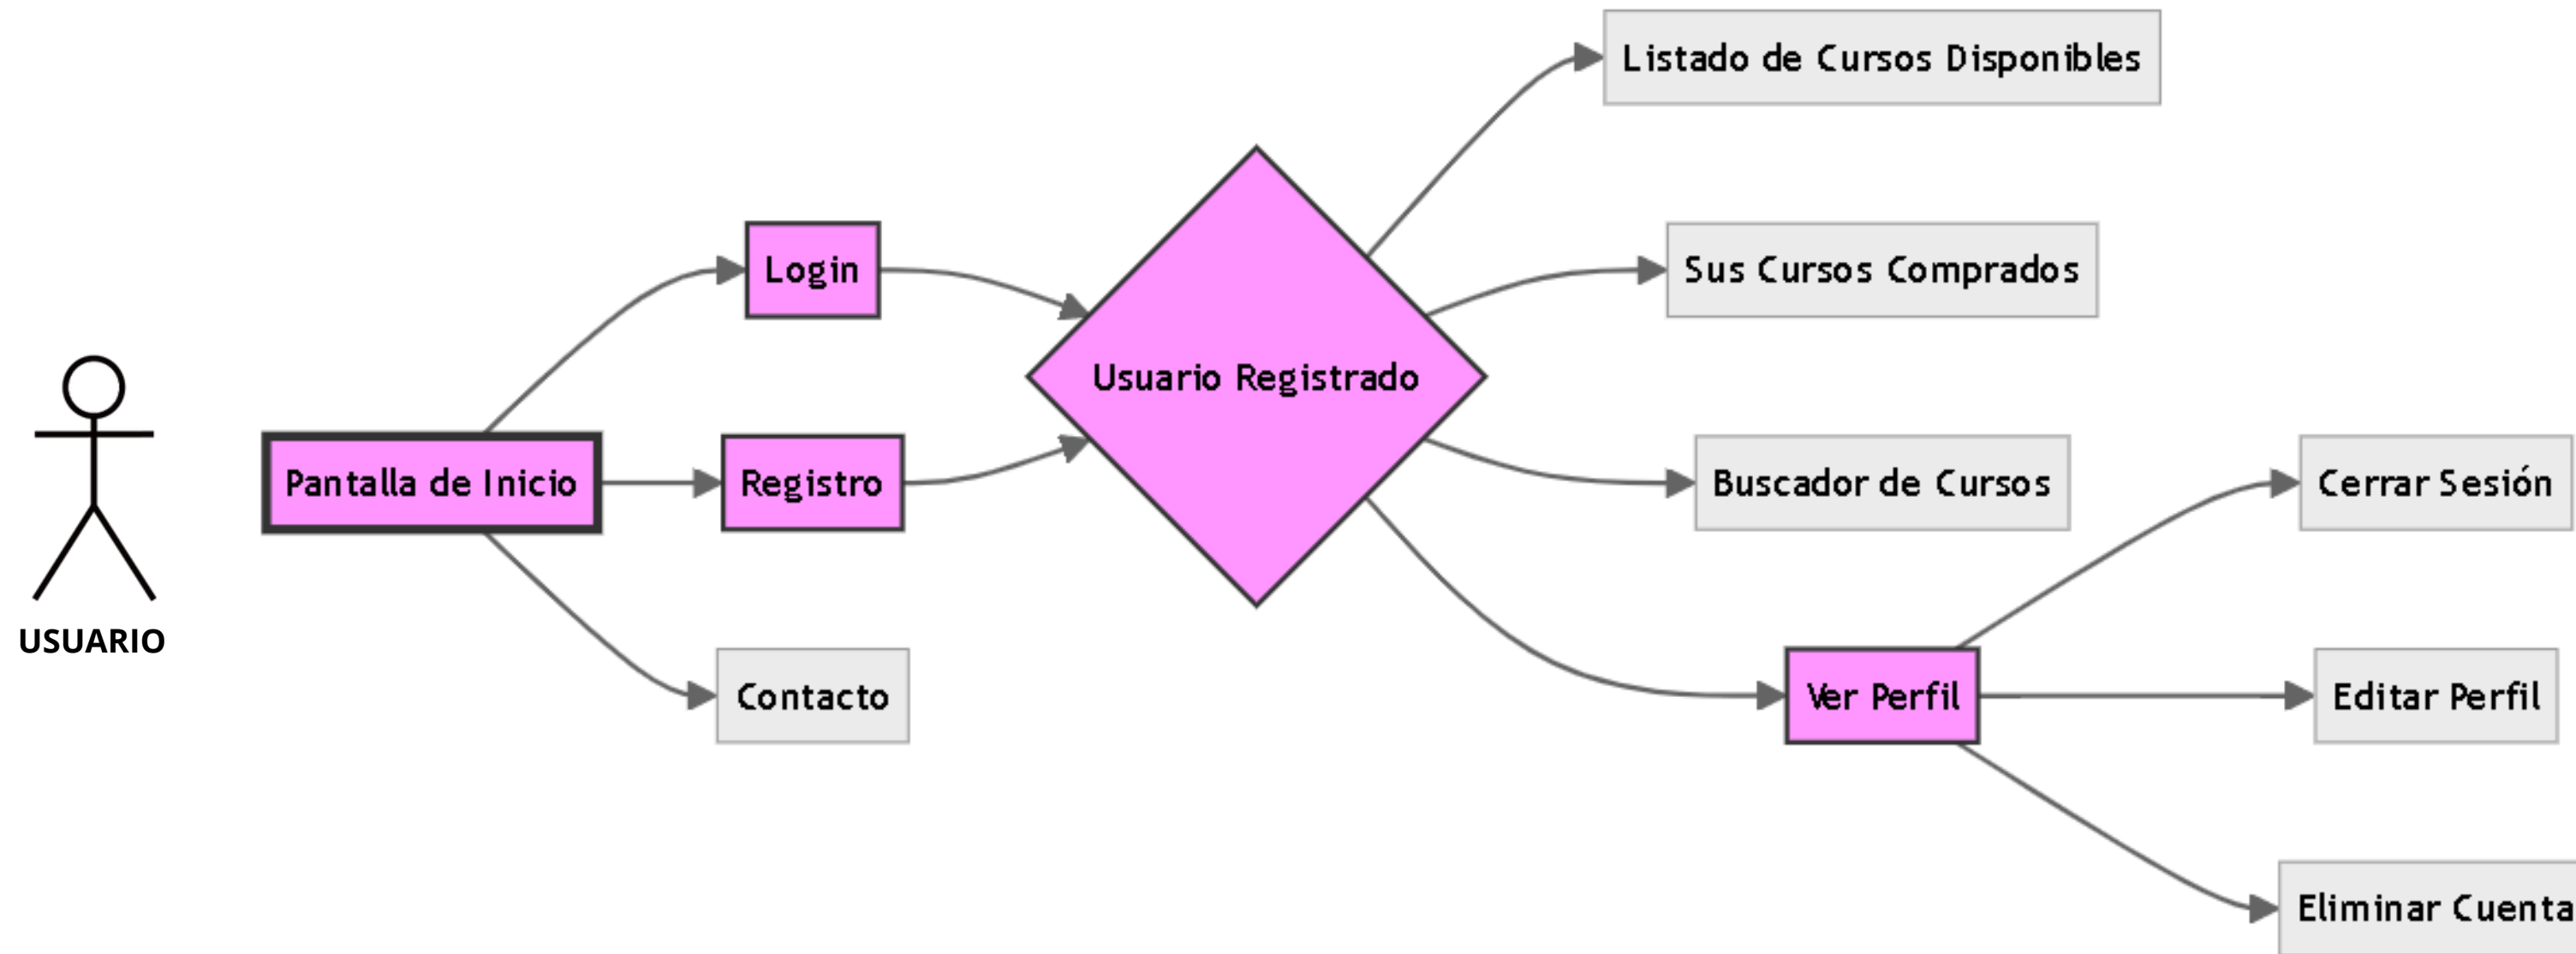 USUARIO
Pantalla de Inicio
Login
Registro
Contacto
Usuario Registrado
Listado de Cursos Disponibles
Sus Cursos Comprados
Buscador de Cursos
Ver Perfil
Cerrar Sesión
Editar Perfil
Eliminar Cuenta